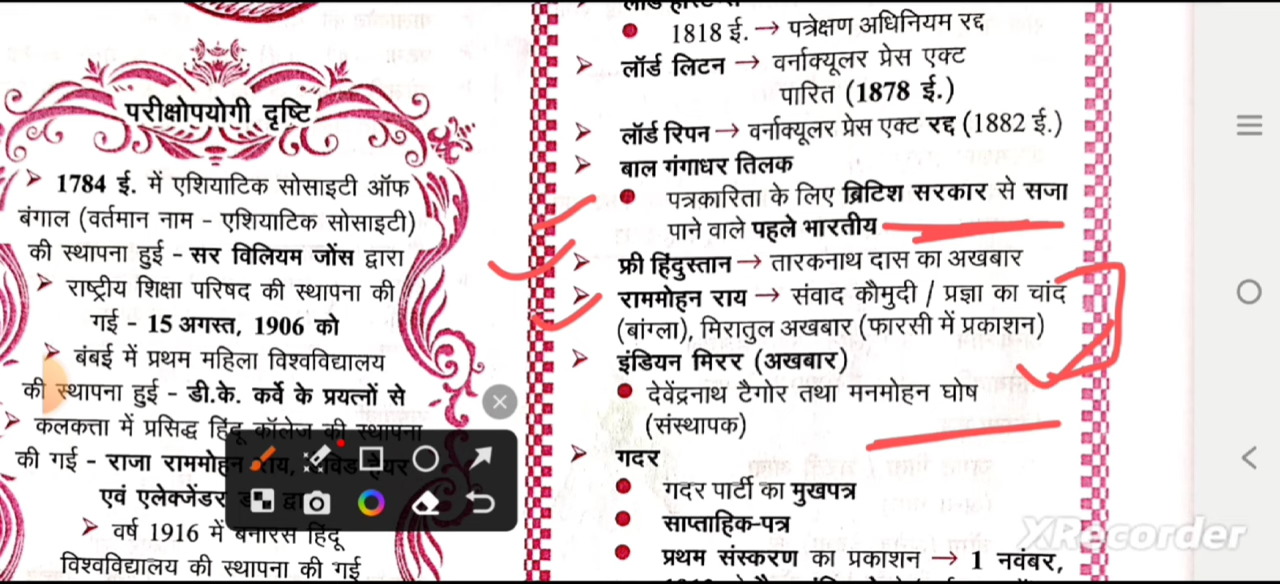 परीक्षोपयोगी दृष्टि
➤ 1784 ई. में एशियाटिक सोसाइटी ऑफ
बंगाल (वर्तमान नाम - एशियाटिक सोसाइटी)
की स्थापना हुई - सर विलियम जोंस द्वारा
➤ राष्ट्रीय शिक्षा परिषद की स्थापना की
गई - 15 अगस्त, 1906 को
➤ बंबई में प्रथम महिला विश्वविद्यालय
की स्थापना हुई - डी.के. कर्वे के प्रयत्नों से
➤ कलकत्ता में प्रसिद्ध हिंदू कॉलेज की स्थापना
की गई - राजा राममोहन
एवं एलेक्जेंडर
➤ वर्ष 1916 में बनारस हिंदू
विश्वविद्यालय की स्थापना की गई
● 1818 ई. → पत्रेक्षण अधिनियम रद्द
➤ लॉर्ड लिटन → वर्नाक्यूलर प्रेस एक्ट
पारित (1878 ई.)
➤ लॉर्ड रिपन → वर्नाक्यूलर प्रेस एक्ट रद्द (1882 ई.)
➤ बाल गंगाधर तिलक
● पत्रकारिता के लिए ब्रिटिश सरकार से सजा
पाने वाले पहले भारतीय
➤ फ्री हिंदुस्तान → तारकनाथ दास का अखबार
➤ राममोहन राय → संवाद कौमुदी / प्रज्ञा का चांद
(बांग्ला), मिरातुल अखबार (फारसी में प्रकाशन)
➤ इंडियन मिरर (अखबार)
● देवेंद्रनाथ टैगोर तथा मनमोहन घोष
(संस्थापक)
➤ गदर
● गदर पार्टी का मुखपत्र
● साप्ताहिक-पत्र
● प्रथम संस्करण का प्रकाशन → 1 नवंबर,
XRecorder